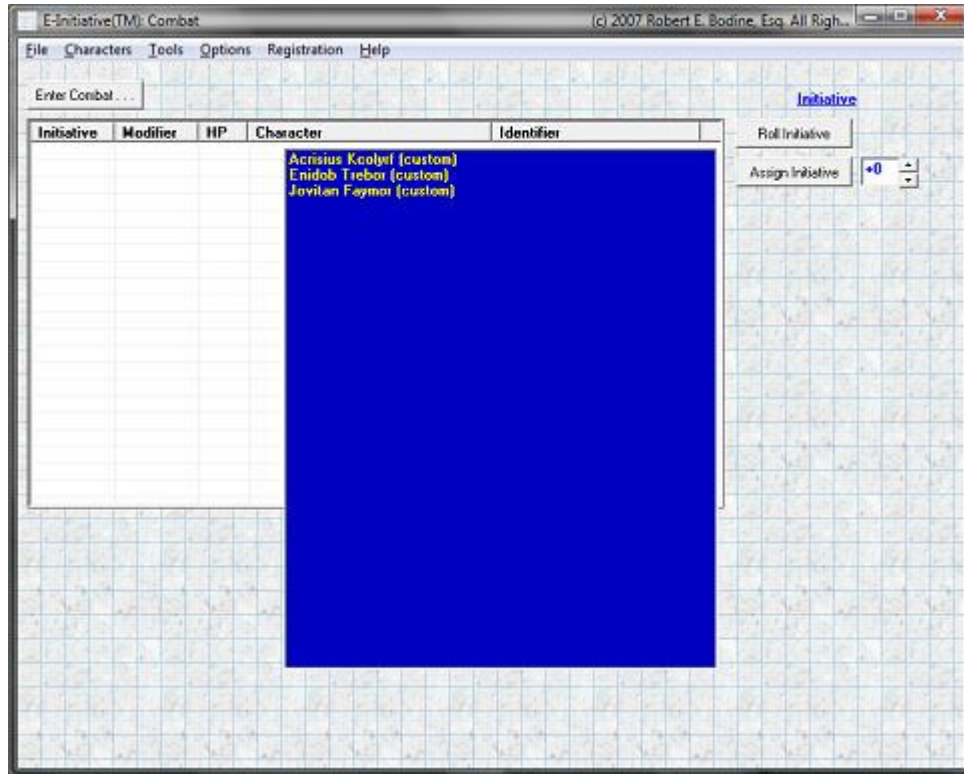 E-Initiative(TM): Combat (c) 2007 Robert E. Bodine, Esq. All Righ...
File Characters Tools Options Registration Help
Enter Combat . . .
Initiative
Initiative Modifier HP Character Identifier
Roll Initiative
Acrisius Kcolyrf (custom)
Assign Initiative +0
Enidob Trebor (custom)
Jovitan Faymor (custom)